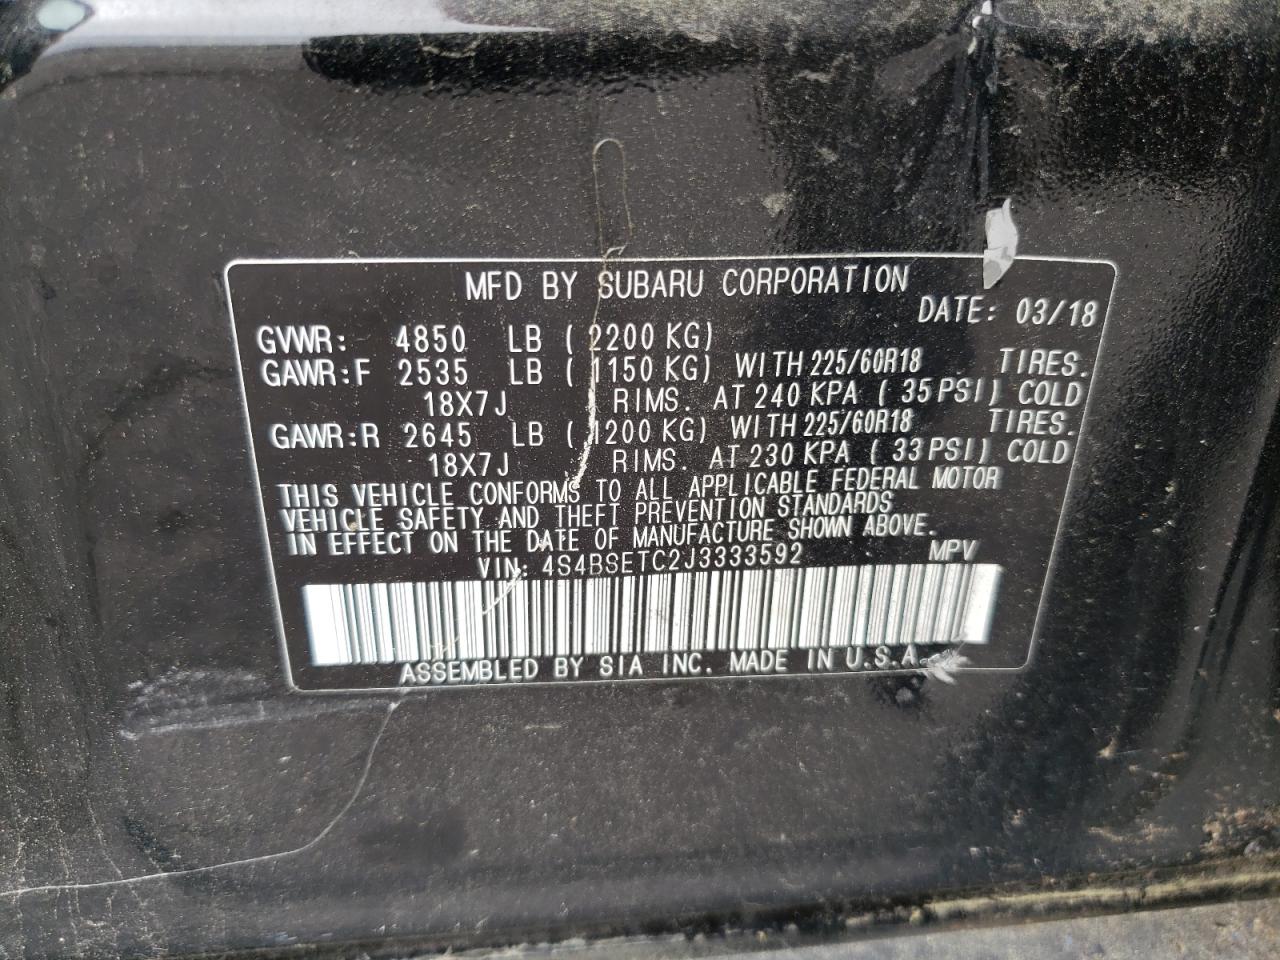 MFD BY SUBARU CORPORATION
DATE: 03/18
GVWR: 4850 LB ( 2200 KG)
GAWR:F 2535 LB ( 1150 KG) WITH 225/60R18 TIRES.
18X7J RIMS. AT 240 KPA ( 35 PSI) COLD
GAWR:R 2645 LB ( 1200 KG) WITH 225/60R18 TIRES.
18X7J RIMS. AT 230 KPA ( 33 PSI) COLD
THIS VEHICLE CONFORMS TO ALL APPLICABLE FEDERAL MOTOR
VEHICLE SAFETY AND THEFT PREVENTION STANDARDS
IN EFFECT ON THE DATE OF MANUFACTURE SHOWN ABOVE.
VIN: 4S4BSETC2J3333592 MPV
ASSEMBLED BY SIA INC. MADE IN U.S.A.